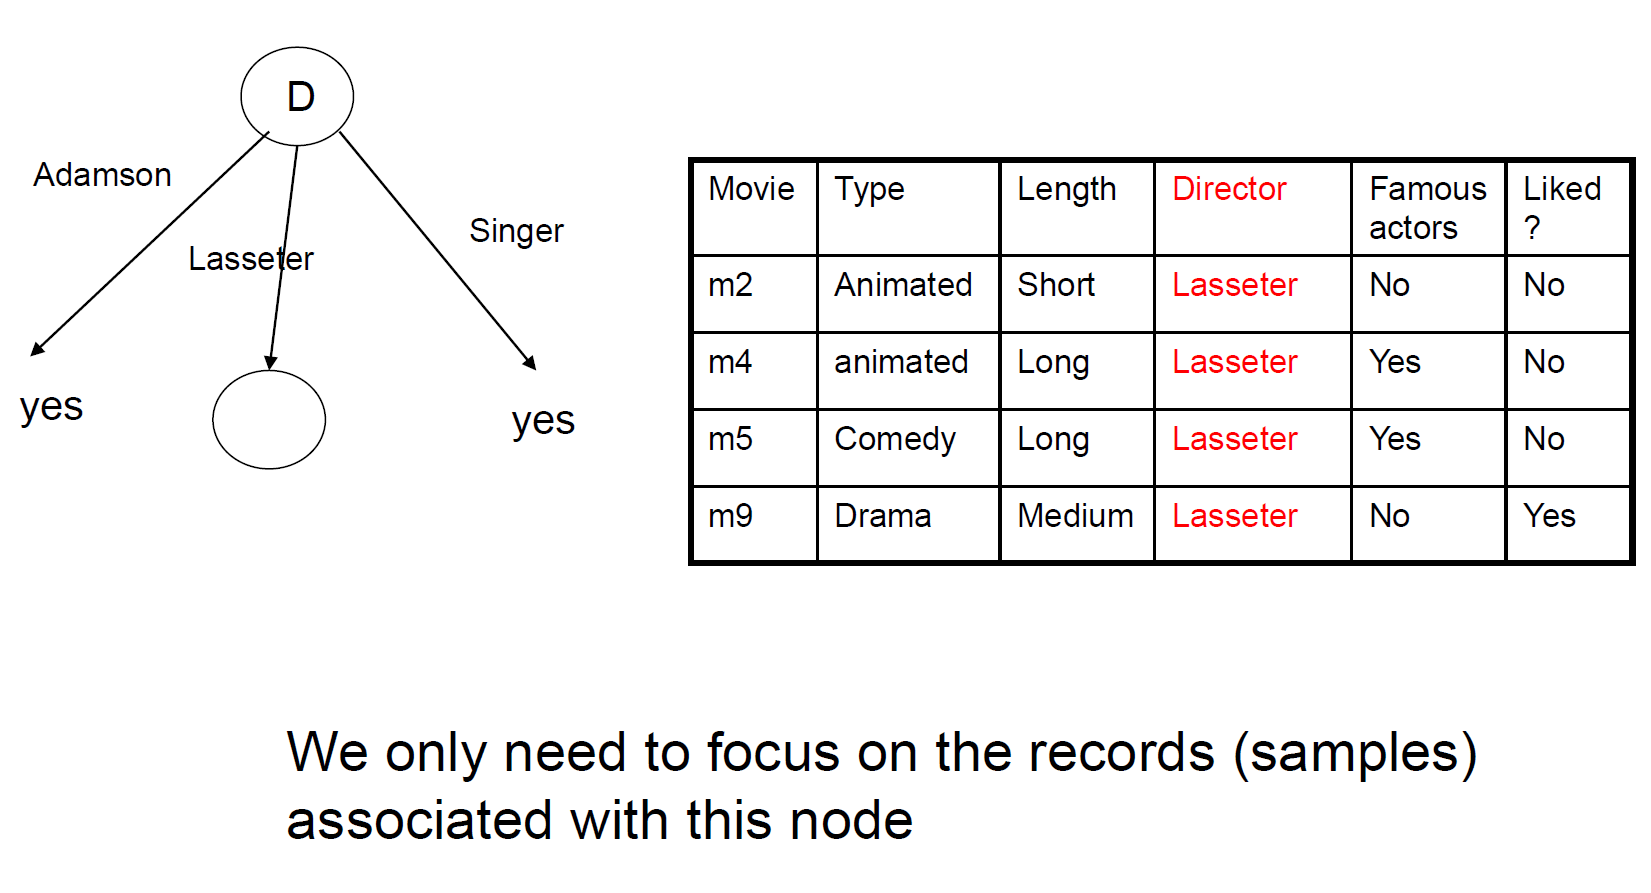 D
Adamson
Lasseter
Singer
yes
yes
Movie Type Length Director Famous actors Liked ?
m2 Animated Short Lasseter No No
m4 animated Long Lasseter Yes No
m5 Comedy Long Lasseter Yes No
m9 Drama Medium Lasseter No Yes
We only need to focus on the records (samples)
associated with this node